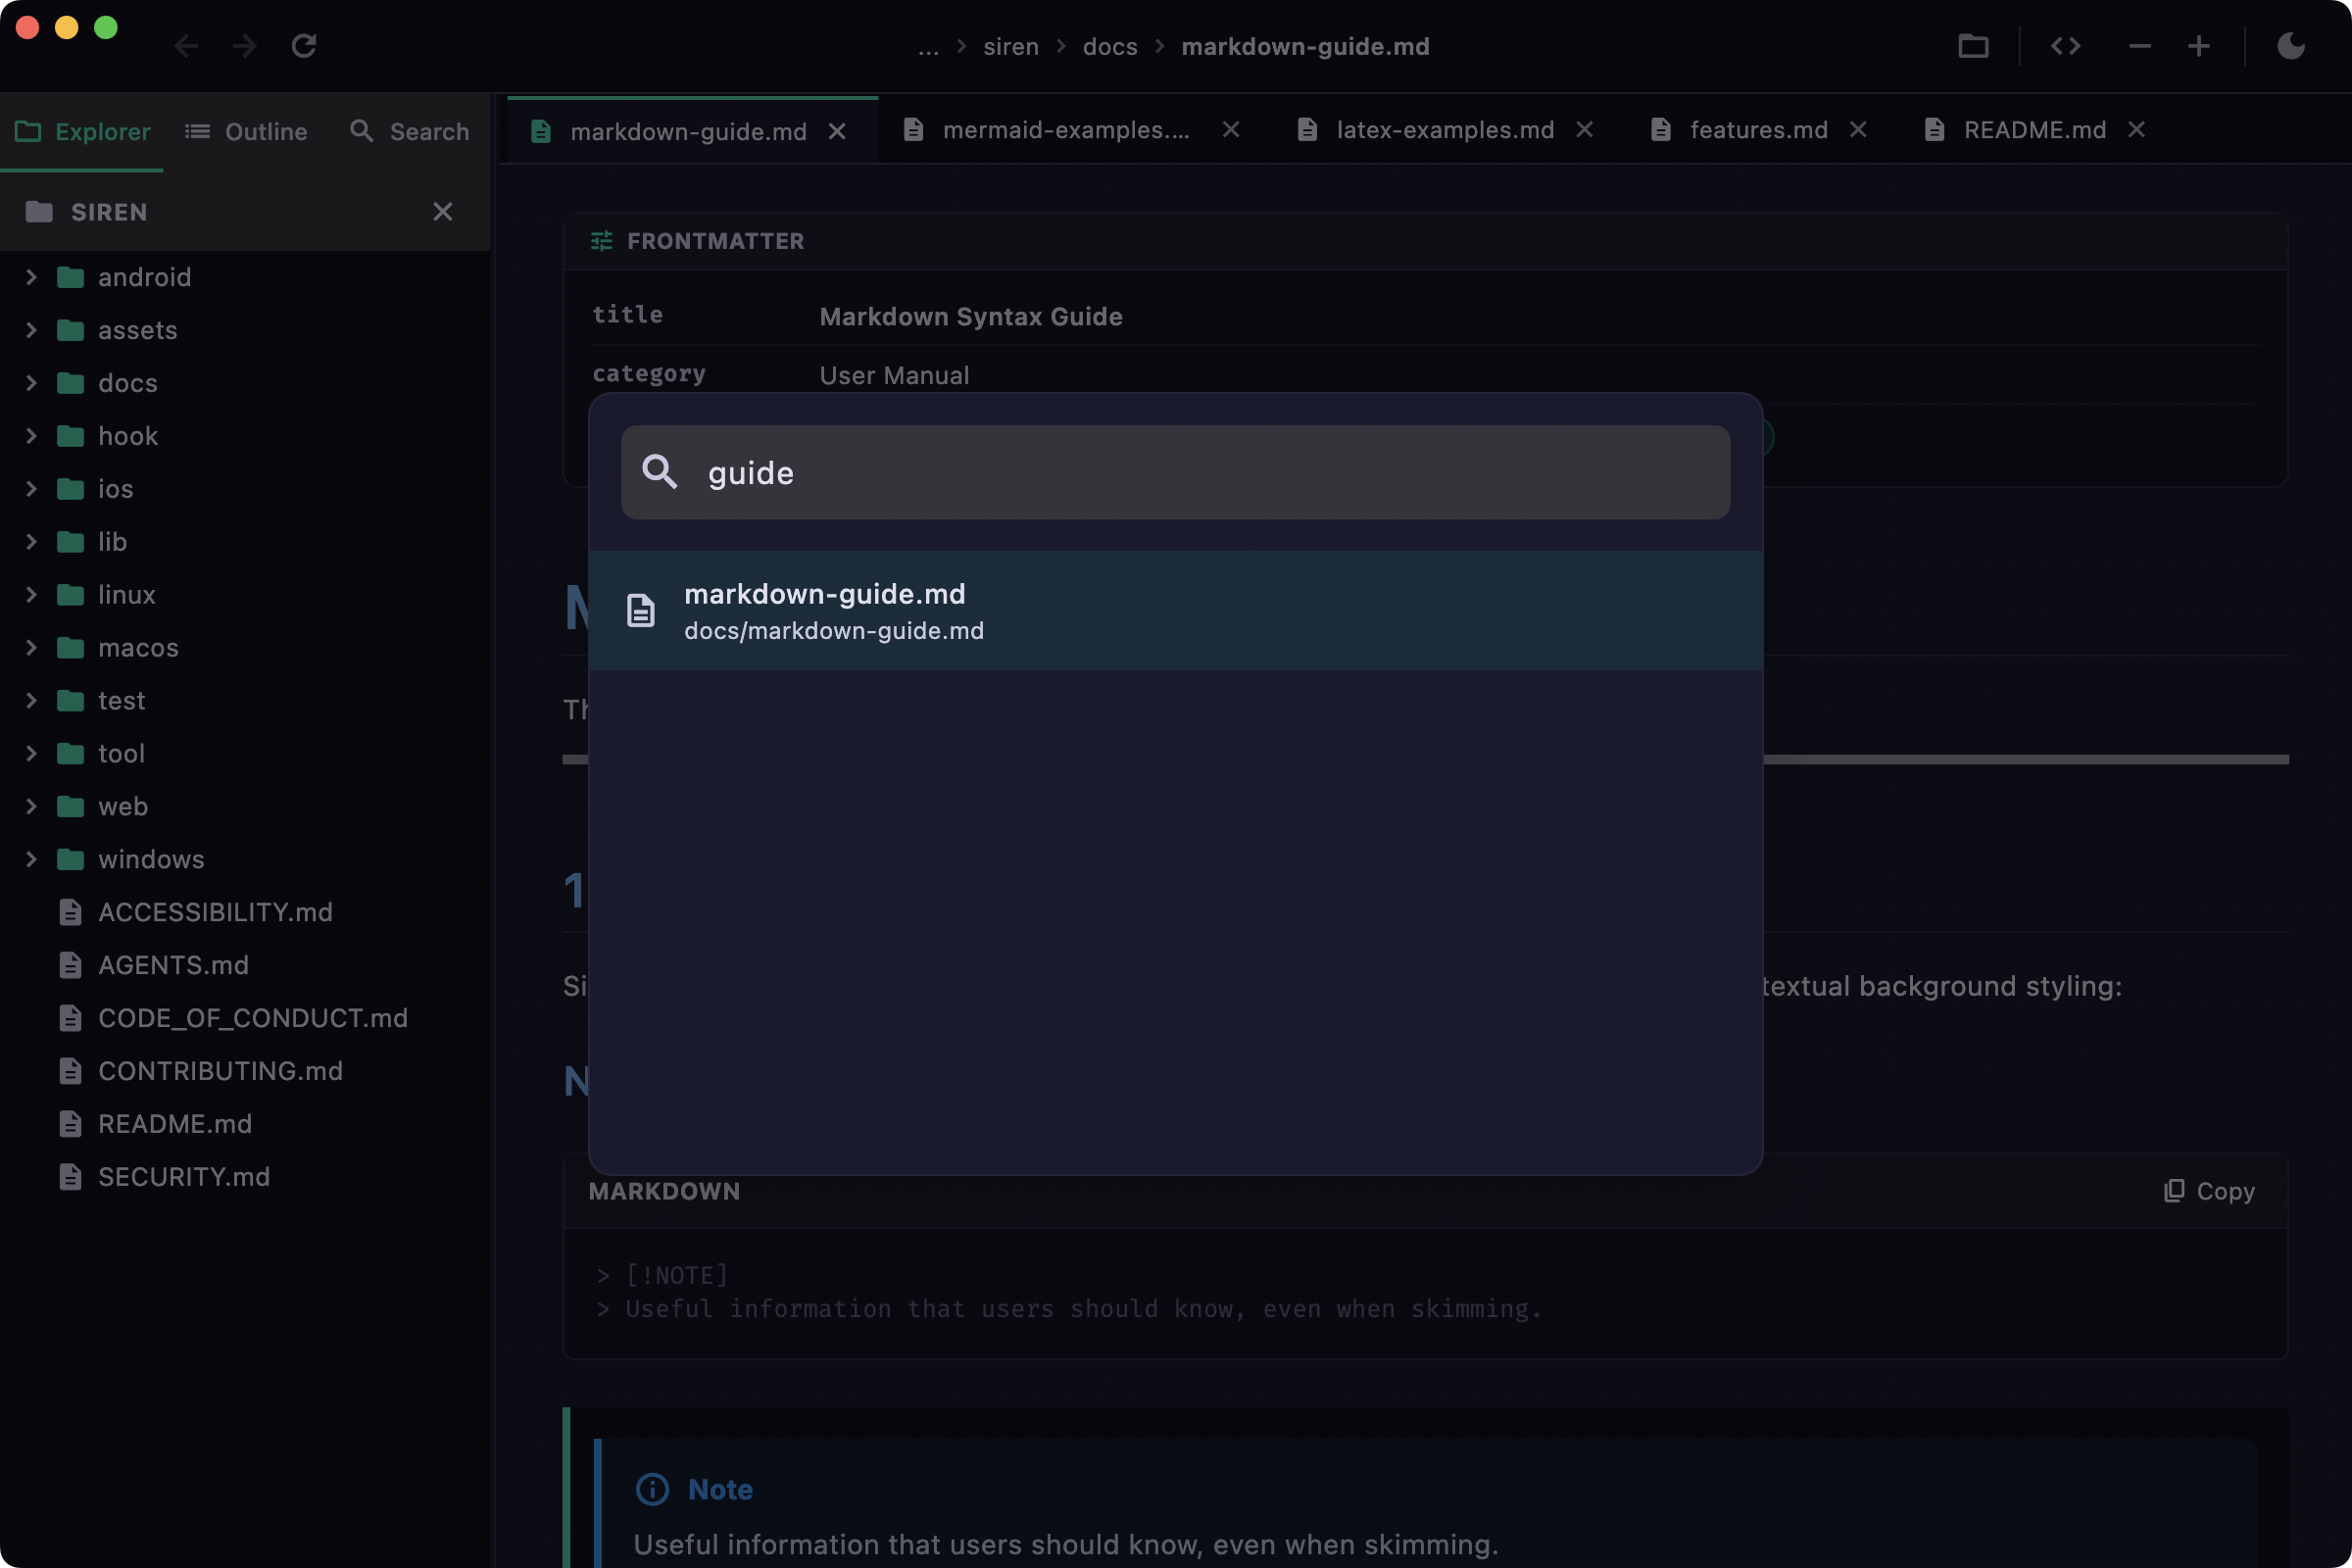 ... > siren > docs > markdown-guide.md
Explorer
Outline
Search
markdown-guide.md
mermaid-examples....
latex-examples.md
features.md
README.md
SIREN
android
assets
docs
hook
ios
lib
linux
macos
test
tool
web
windows
ACCESSIBILITY.md
AGENTS.md
CODE_OF_CONDUCT.md
CONTRIBUTING.md
README.md
SECURITY.md
FRONTMATTER
title Markdown Syntax Guide
category User Manual
guide
markdown-guide.md
docs/markdown-guide.md
1
textual background styling:
MARKDOWN
Copy
> [!NOTE]
> Useful information that users should know, even when skimming.
Note
Useful information that users should know, even when skimming.